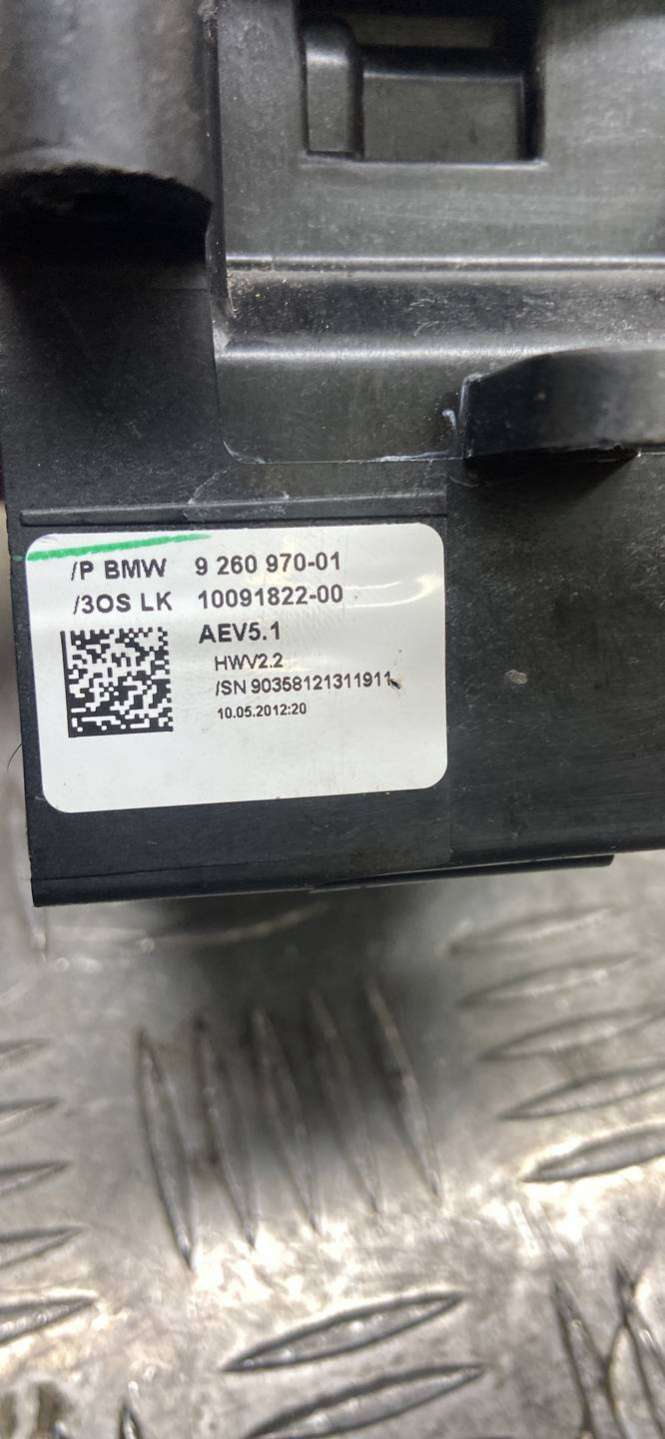 /P BMW 9 260 970-01
/3OS LK 10091822-00
AEV5.1
HWV2.2
/SN 90358121311911
10.05.2012:20